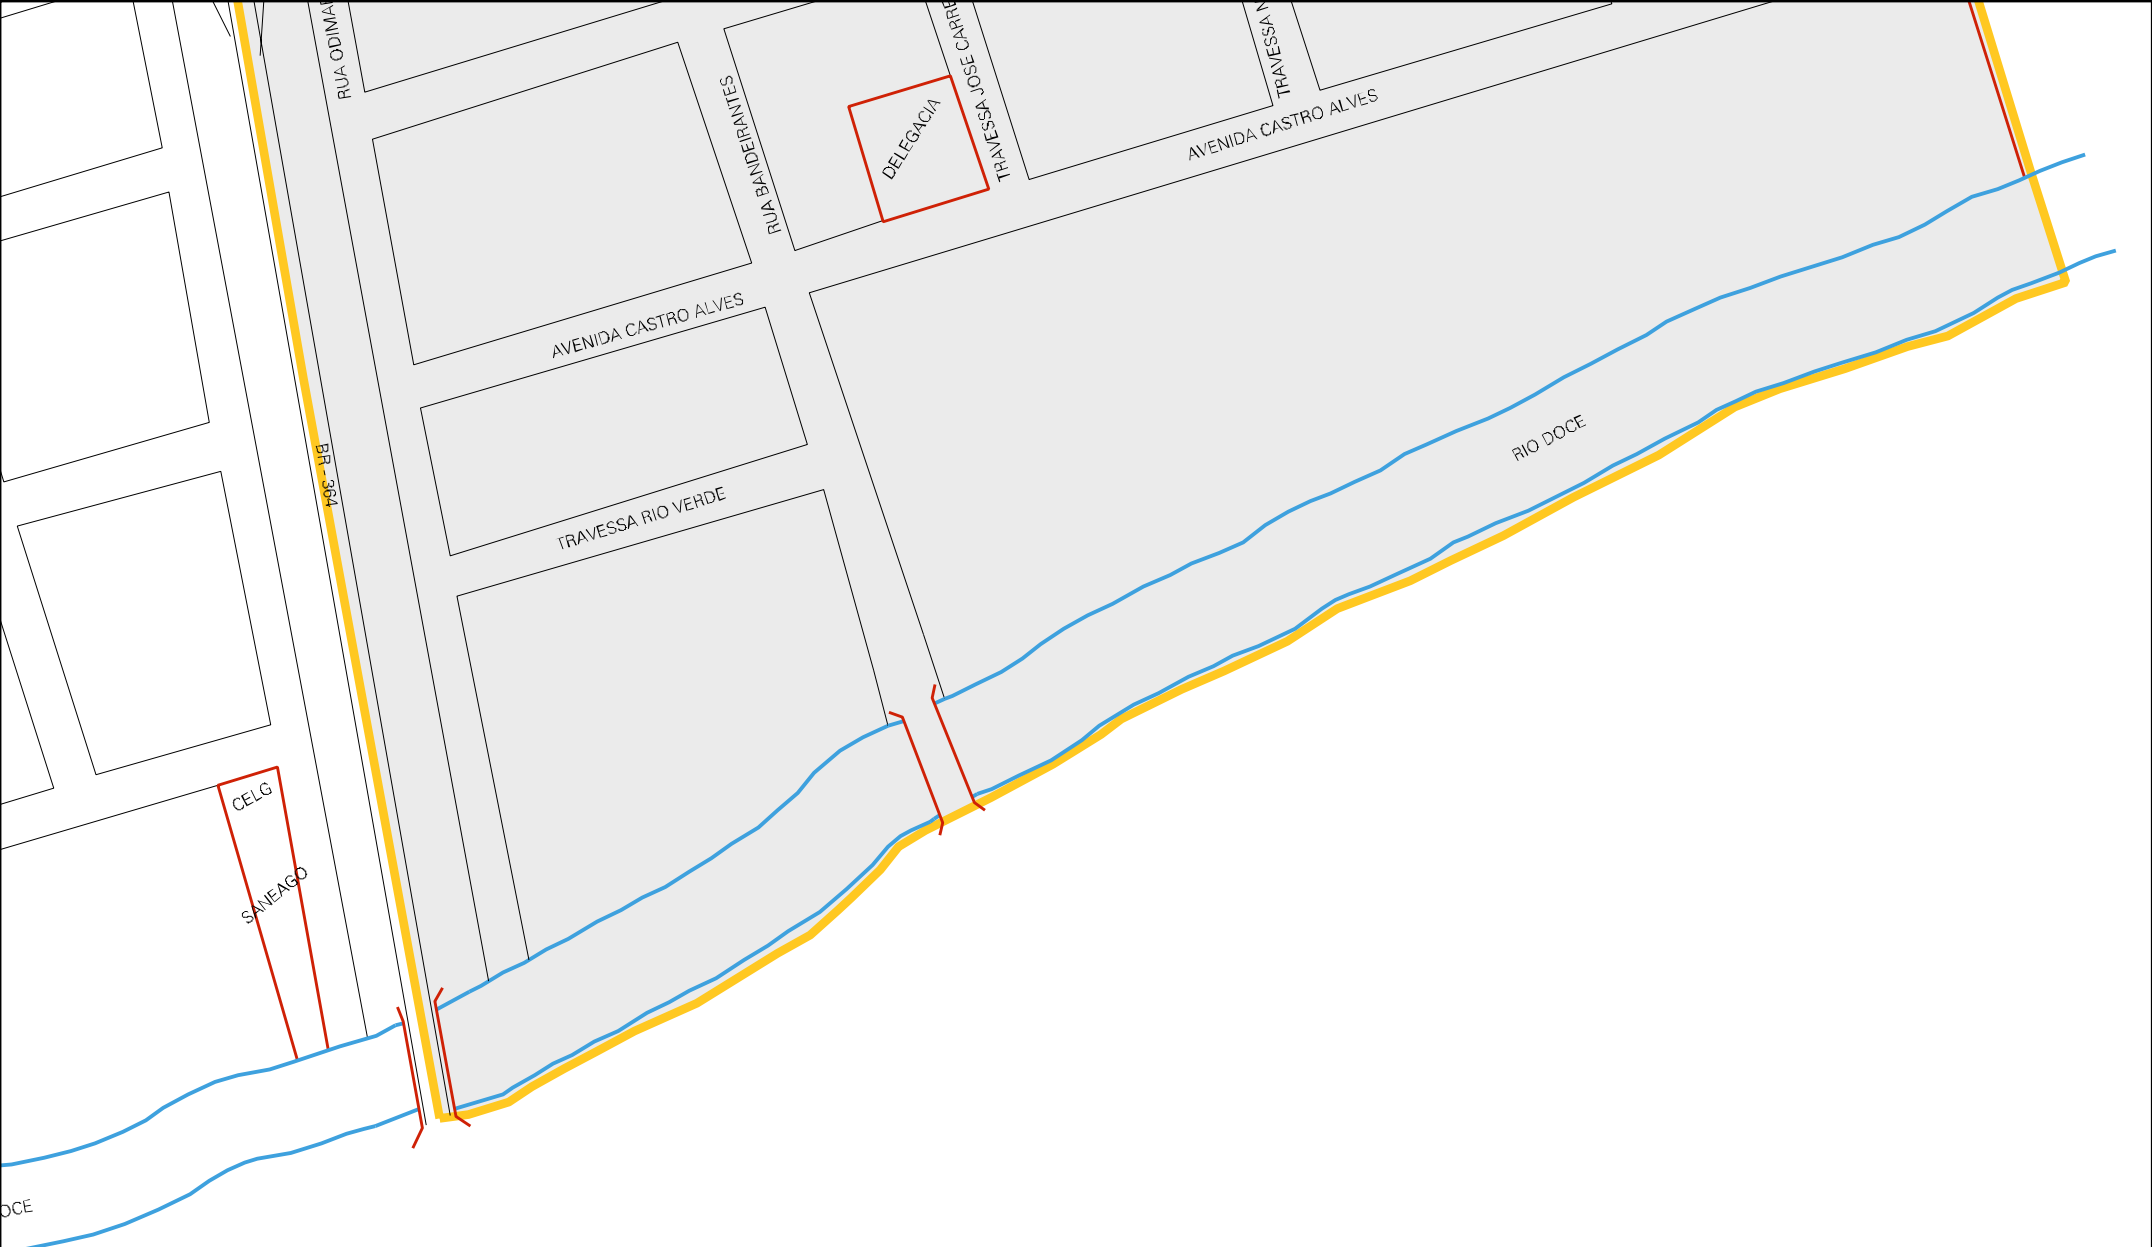 RUA ODIMA
RUA BANDEIRANTES
DELEGACIA
TRAVESSA JOSE CARRE
TRAVESSA
AVENIDA CASTRO ALVES
AVENIDA CASTRO ALVES
BR - 364
TRAVESSA RIO VERDE
RIO DOCE
CELG
SANEAGO
OCE